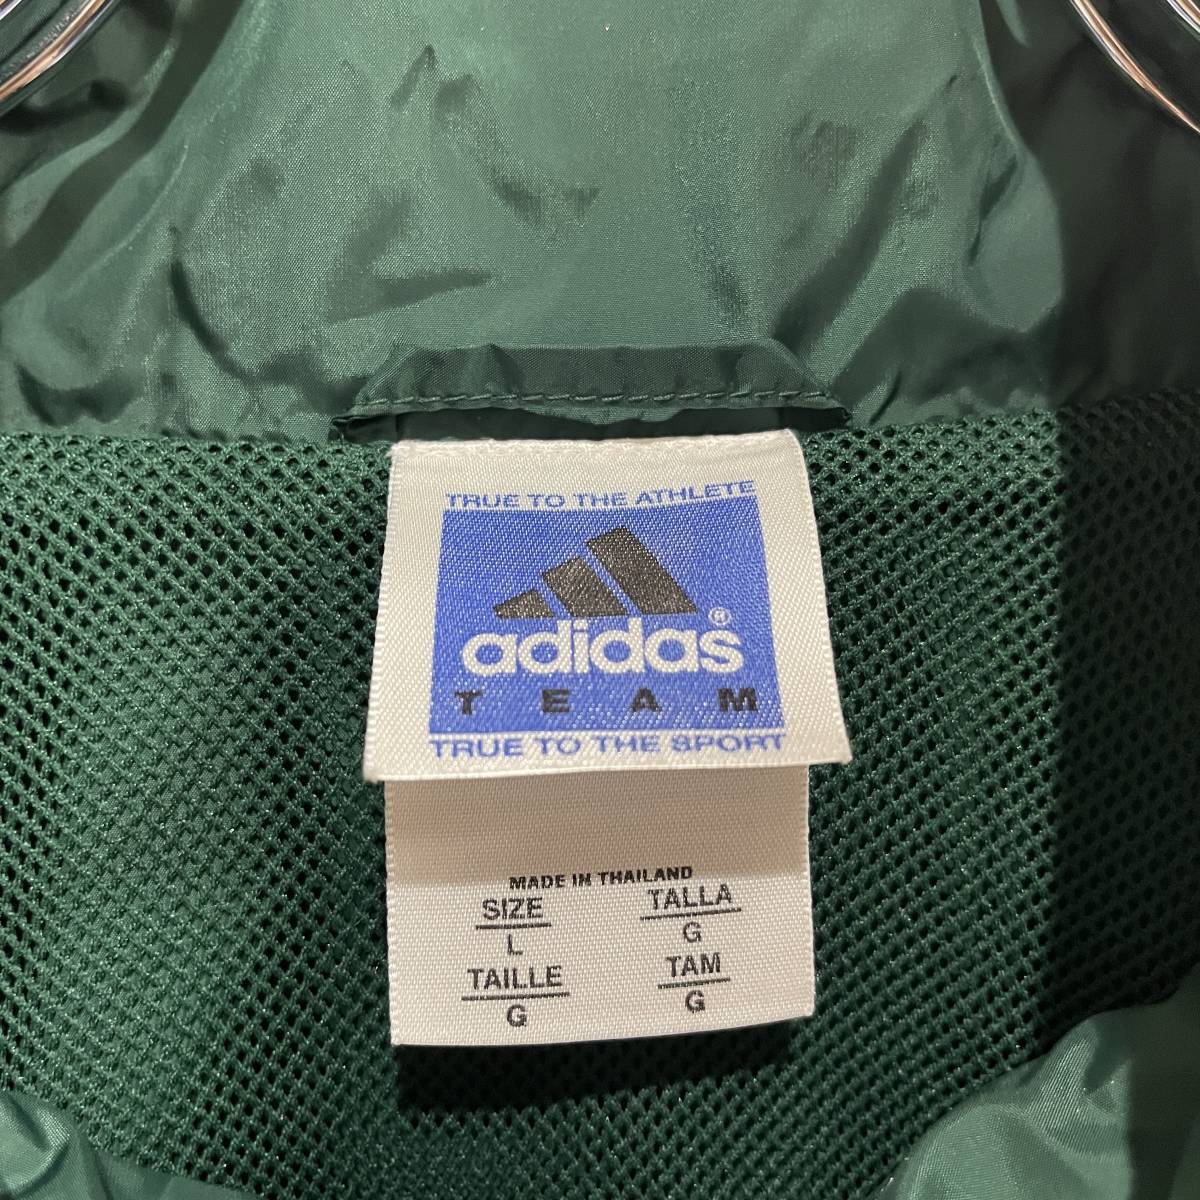 TRUE TO THE ATHLETE
adidas®
TEAM
TRUE TO THE SPORT
MADE IN THAILAND
SIZE TALLA
L G
TAILLE TAM
G G